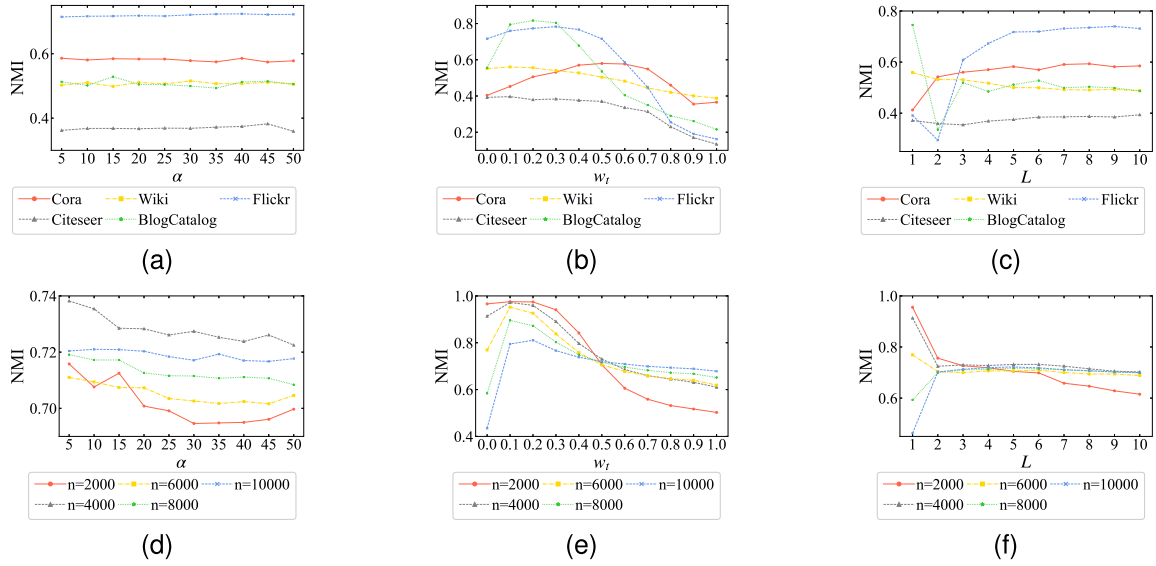 NMI
0.6
0.4
5 10 15 20 25 30 35 40 45 50
α
Cora Wiki Flickr
Citeseer BlogCatalog
(a)
NMI
0.8
0.6
0.4
0.2
0.0 0.1 0.2 0.3 0.4 0.5 0.6 0.7 0.8 0.9 1.0
w_t
Cora Wiki Flickr
Citeseer BlogCatalog
(b)
NMI
0.8
0.6
0.4
1 2 3 4 5 6 7 8 9 10
L
Cora Wiki Flickr
Citeseer BlogCatalog
(c)
NMI
0.74
0.72
0.70
5 10 15 20 25 30 35 40 45 50
α
n=2000 n=6000 n=10000
n=4000 n=8000
(d)
NMI
1.0
0.8
0.6
0.4
0.0 0.1 0.2 0.3 0.4 0.5 0.6 0.7 0.8 0.9 1.0
w_t
n=2000 n=6000 n=10000
n=4000 n=8000
(e)
NMI
1.0
0.8
0.6
1 2 3 4 5 6 7 8 9 10
L
n=2000 n=6000 n=10000
n=4000 n=8000
(f)